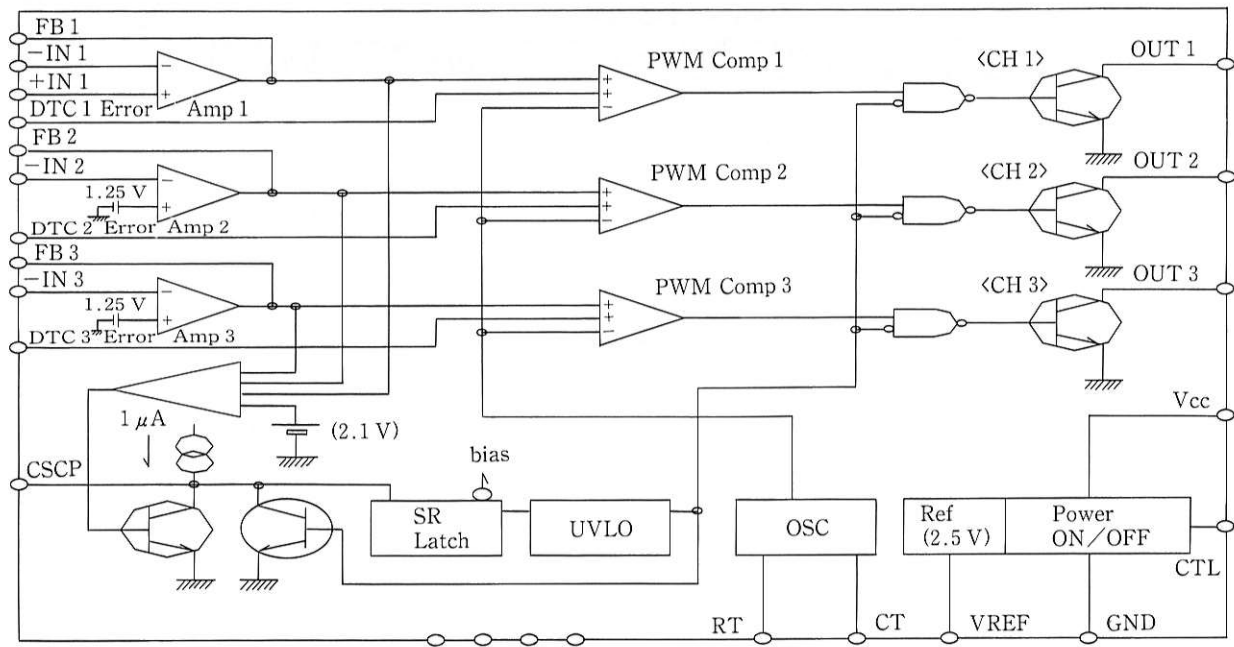 FB 1
−IN 1
+IN 1
DTC 1 Error Amp 1
PWM Comp 1
<CH 1>
OUT 1
FB 2
−IN 2
1.25 V
DTC 2 Error Amp 2
PWM Comp 2
<CH 2>
OUT 2
FB 3
−IN 3
1.25 V
DTC 3 Error Amp 3
PWM Comp 3
<CH 3>
OUT 3
1 μA
(2.1 V)
Vcc
CSCP
bias
SR
Latch
UVLO
OSC
Ref
(2.5 V)
Power
ON/OFF
CTL
RT
CT
VREF
GND